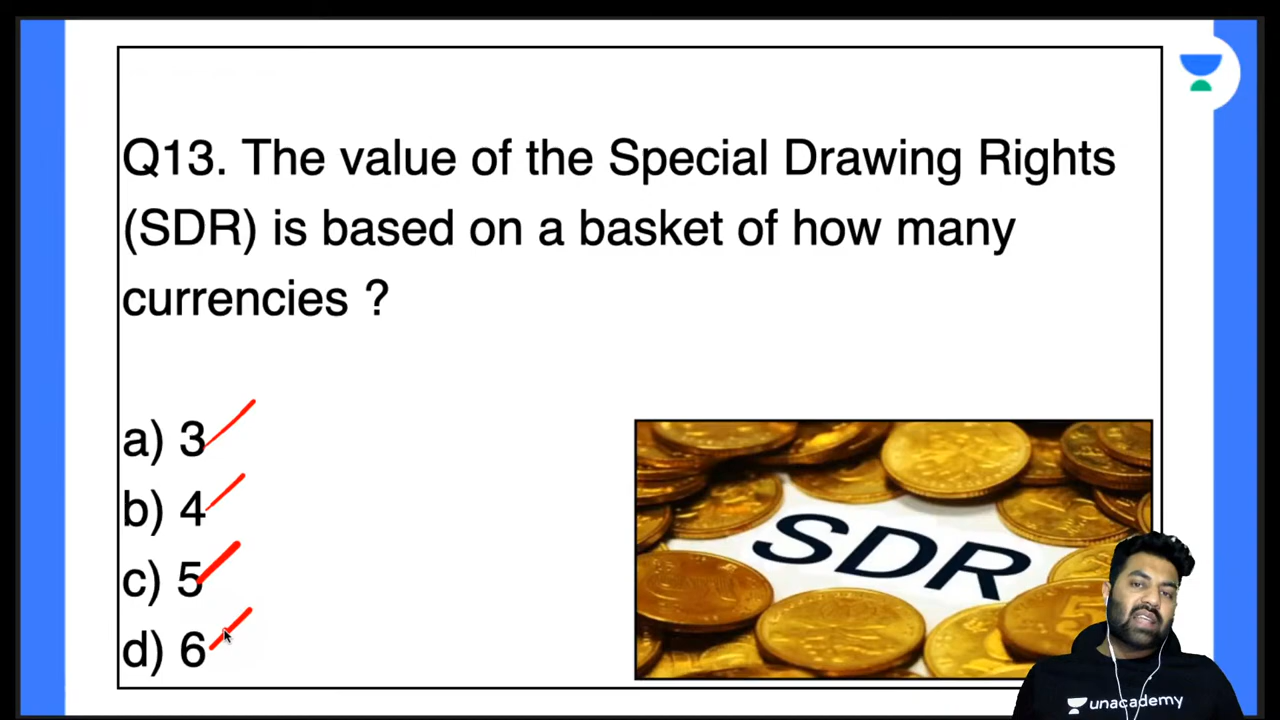 Q13. The value of the Special Drawing Rights
(SDR) is based on a basket of how many
currencies ?
a) 3
b) 4
c) 5
d) 6
SDR
unacademy